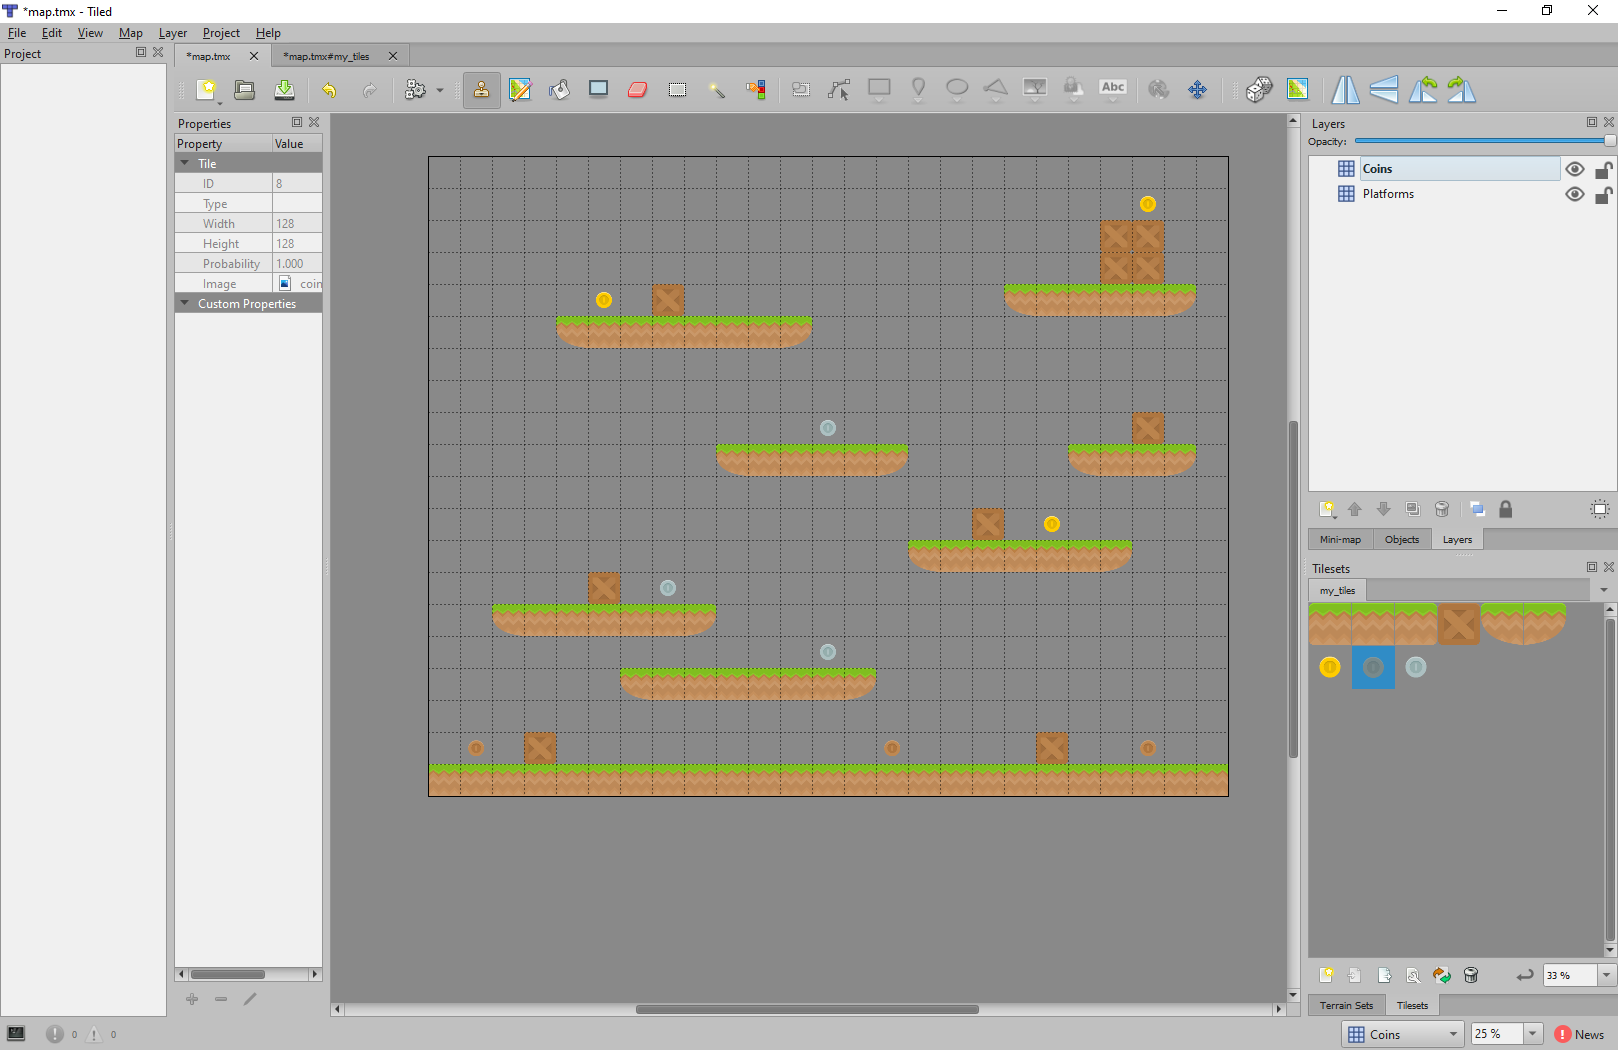 *map.tmx - Tiled
File Edit View Map Layer Project Help
Project
*map.tmx
*map.tmx#my_tiles
Abc
Properties
Property Value
Tile
ID 8
Type
Width 128
Height 128
Probability 1.000
Image coin
Custom Properties
Layers
Opacity:
Coins
Platforms
Mini-map Objects Layers
Tilesets
my_tiles
33 %
Terrain Sets Tilesets
0 0
Coins 25 % News